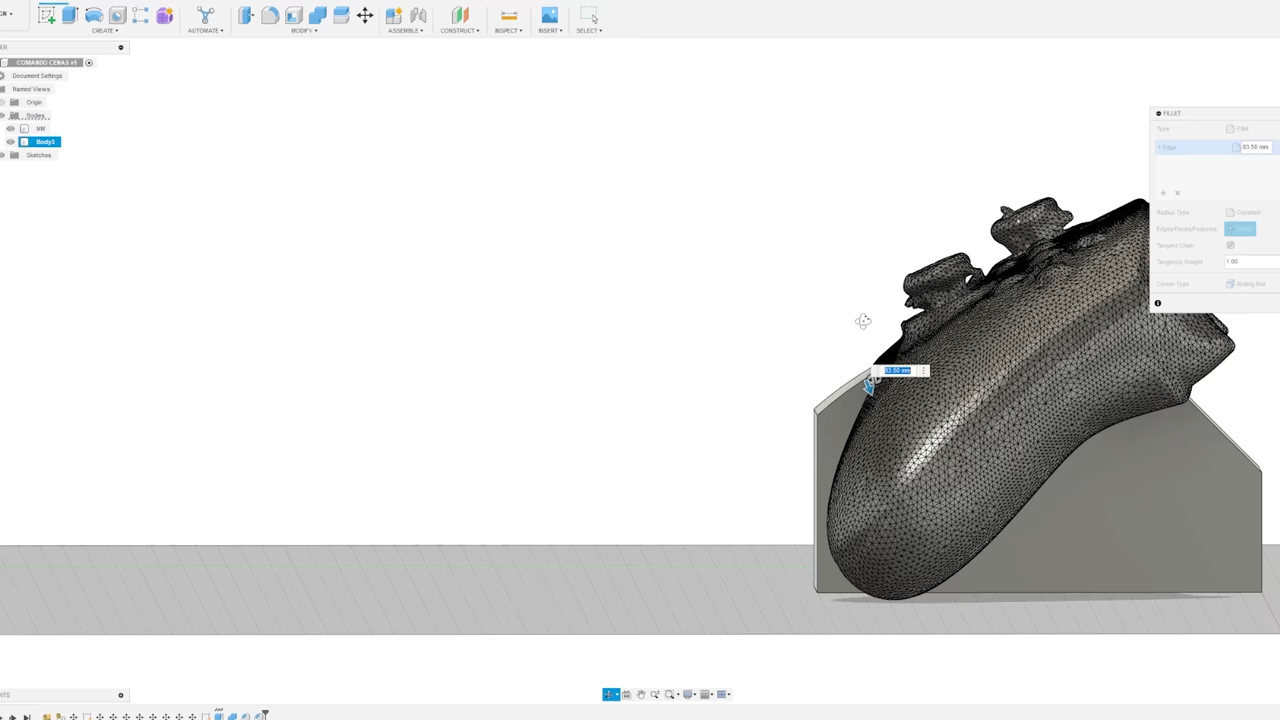 CREATE▾
AUTOMATE▾
MODIFY▾
ASSEMBLE▾
CONSTRUCT▾
INSPECT▾
INSERT▾
SELECT▾
COMANDO CENAS v1
Document Settings
Named Views
Origin
Bodies
MM
Body3
Sketches
FILLET
Type
Fillet
1 Edge
63.56 mm
Radius Type
Constant
Edges/Faces/Features
Tangent Chain
Tangency Weight
1.00
Corner Type
Rolling Ball